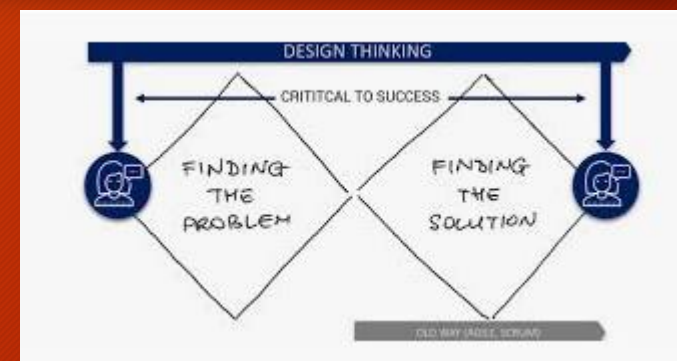 DESIGN THINKING
CRITITCAL TO SUCCESS
FINDING
THE
PROBLEM
FINDING
THE
SOLUTION
OLD WAY (AGILE, SCRUM)